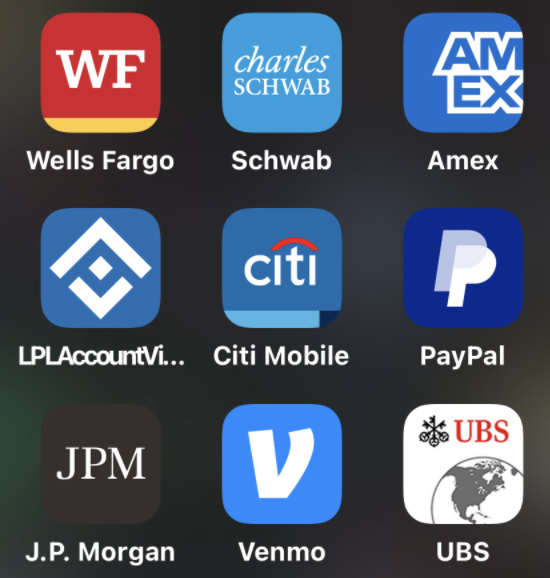 WF
charles
SCHWAB
AM
EX
Wells Fargo
Schwab
Amex
citi
P
LPLAccountVi...
Citi Mobile
PayPal
JPM
V
UBS
J.P. Morgan
Venmo
UBS